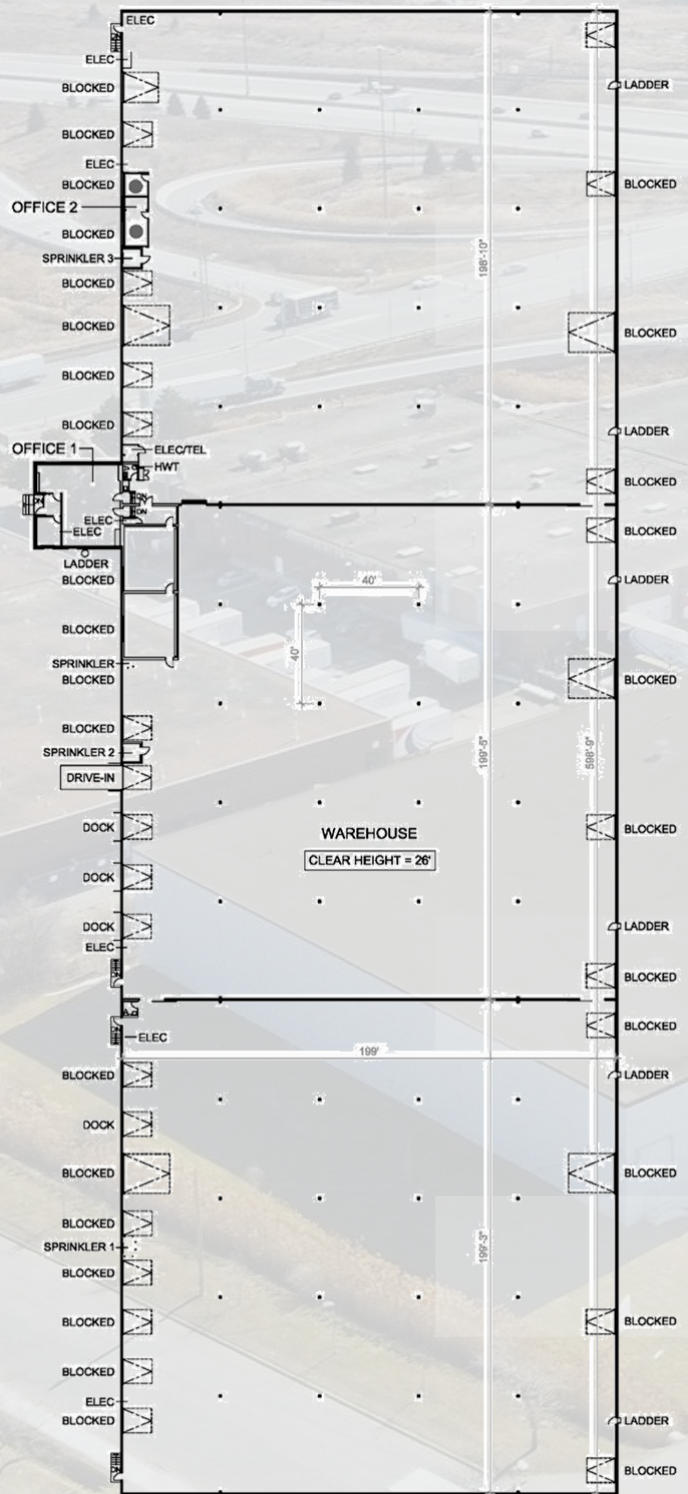 ELEC
ELEC
LADDER
BLOCKED
BLOCKED
ELEC
BLOCKED
BLOCKED
OFFICE 2
BLOCKED
198'-10"
SPRINKLER 3
BLOCKED
BLOCKED
BLOCKED
BLOCKED
BLOCKED
LADDER
OFFICE 1
ELEC/TEL
HWT
BLOCKED
DN
DN
ELEC
ELEC
BLOCKED
LADDER
BLOCKED
40'
LADDER
BLOCKED
40'
SPRINKLER
BLOCKED
BLOCKED
BLOCKED
SPRINKLER 2
199'-5"
598'-9"
DRIVE-IN
DOCK
WAREHOUSE
BLOCKED
CLEAR HEIGHT = 26'
DOCK
DOCK
LADDER
ELEC
BLOCKED
BLOCKED
ELEC
199'
BLOCKED
LADDER
DOCK
BLOCKED
BLOCKED
BLOCKED
SPRINKLER 1
199'-3"
BLOCKED
BLOCKED
BLOCKED
BLOCKED
ELEC
BLOCKED
LADDER
BLOCKED